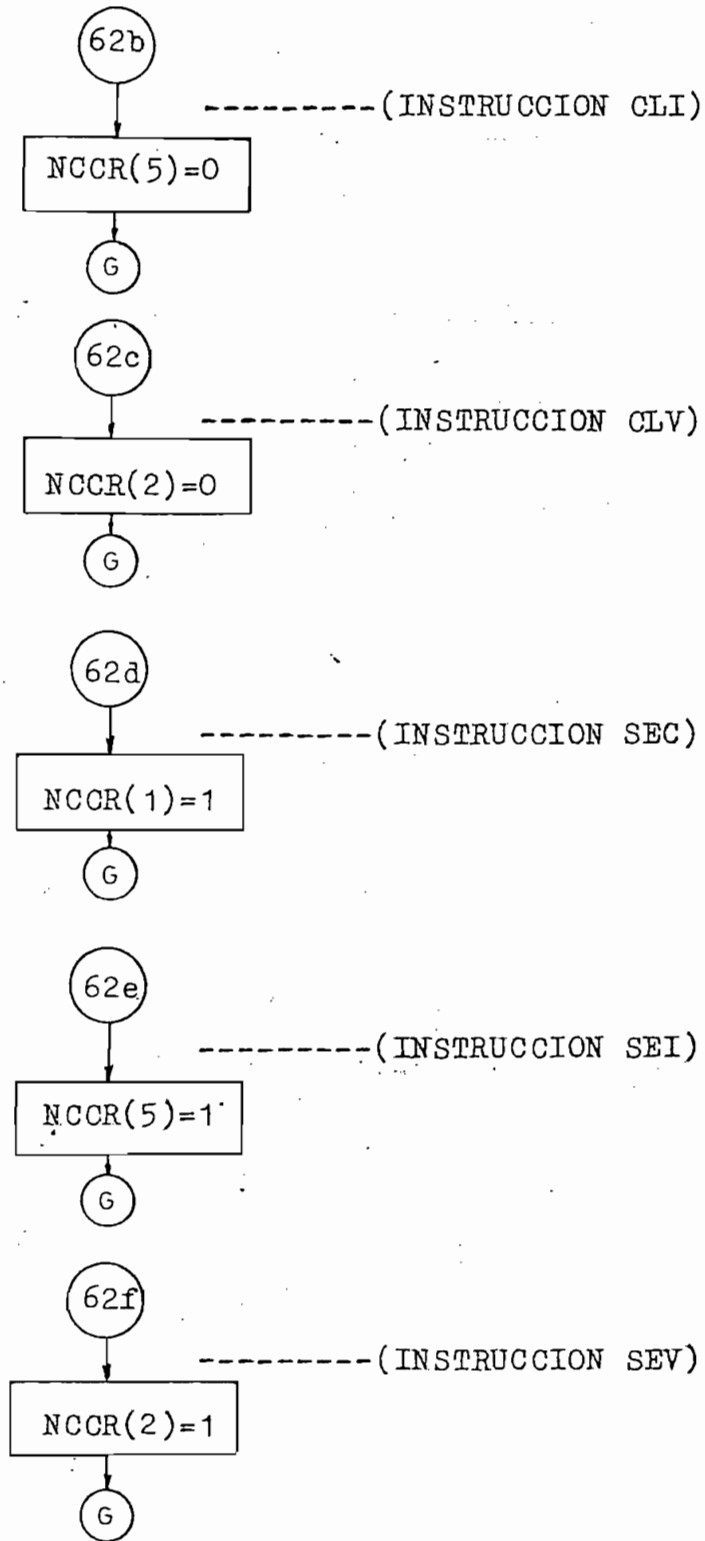 62b
--------(INSTRUCCION CLI)
NCCR(5)=0
G
62c
--------(INSTRUCCION CLV)
NCCR(2)=0
G
62d
--------(INSTRUCCION SEC)
NCCR(1)=1
G
62e
--------(INSTRUCCION SEI)
NCCR(5)=1
G
62f
--------(INSTRUCCION SEV)
NCCR(2)=1
G